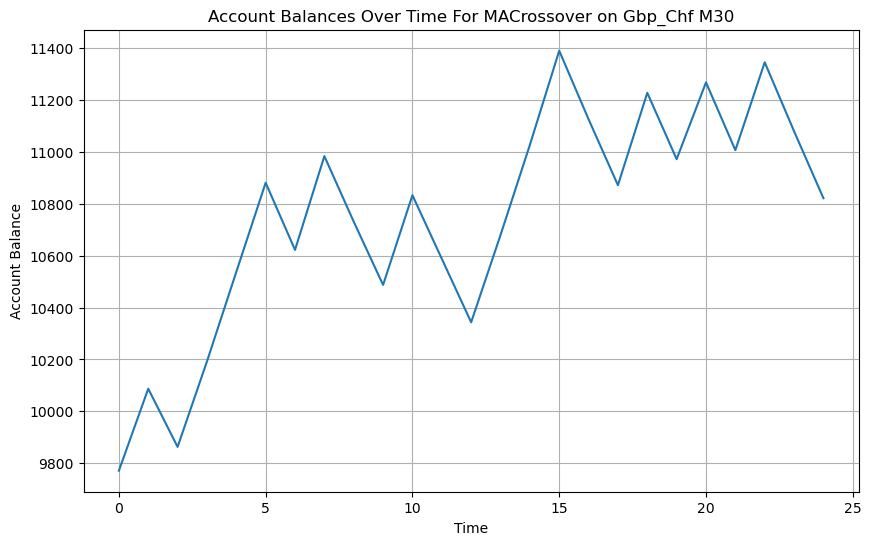 Account Balances Over Time For MACrossover on Gbp_Chf M30
11400
11200
11000
10800
10600
10400
10200
10000
9800
Account Balance
0 5 10 15 20 25
Time